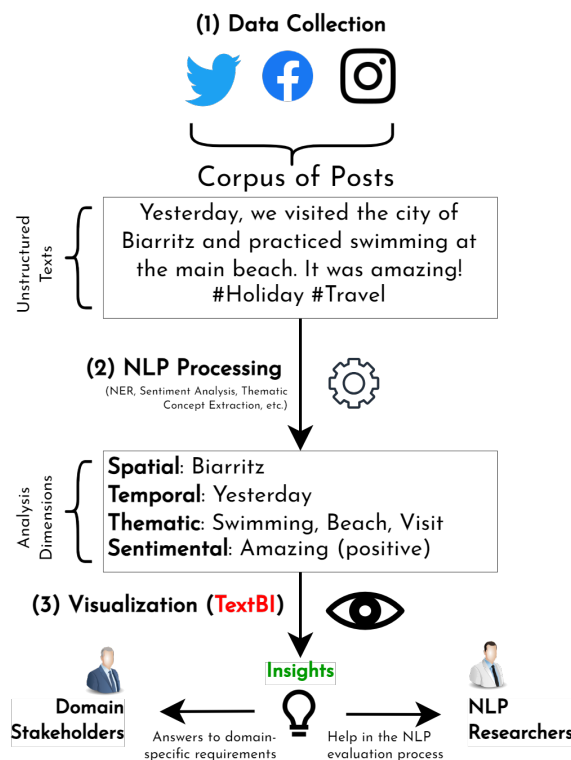 (1) Data Collection
Corpus of Posts
Unstructured
Texts
Yesterday, we visited the city of
Biarritz and practiced swimming at
the main beach. It was amazing!
#Holiday #Travel
(2) NLP Processing
(NER, Sentiment Analysis, Thematic
Concept Extraction, etc.)
Analysis
Dimensions
Spatial: Biarritz
Temporal: Yesterday
Thematic: Swimming, Beach, Visit
Sentimental: Amazing (positive)
(3) Visualization (TextBI)
Insights
Domain
Stakeholders
Answers to domain-
specific requirements
Help in the NLP
evaluation process
NLP
Researchers